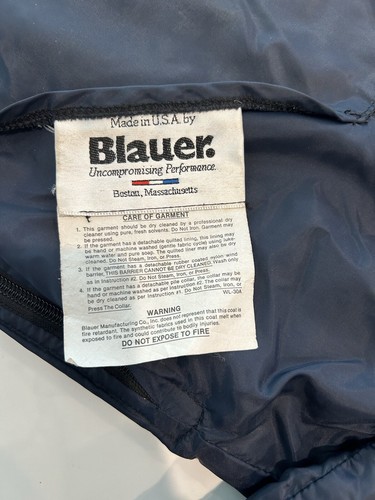 Made in U.S.A. by
Blauer.
Uncompromising Performance.
Boston, Massachusetts
CARE OF GARMENT
1. This garment should be dry cleaned by a professional dry
cleaner using pure, fresh solvents. Do Not Iron, Garment may
be pressed.
2. If the garment has a detachable quilted lining, this lining may
be hand or machine washed (gentle fabric cycle) using luke-
warm water and pure soap. The quilted liner may also be dry
cleaned. Do Not Steam, Iron, or Press.
3. If the garment has a detachable rubber coated nylon wind
barrier, THIS BARRIER CANNOT BE DRY CLEANED. Wash only
as in Instruction #2. Do Not Steam, Iron, or Press.
4. If the garment has a detachable pile collar, the collar may be
hand or machine washed as per Instruction #2. The collar may
be dry cleaned as per Instruction #1. Do Not Steam, Iron, or
Press The Collar.
WL-30A
WARNING
Blauer Manufacturing Co., Inc. does not represent that this coat is
fire retardant. The synthetic fabrics used in this coat melt when
exposed to fire and could contribute to bodily injuries.
DO NOT EXPOSE TO FIRE